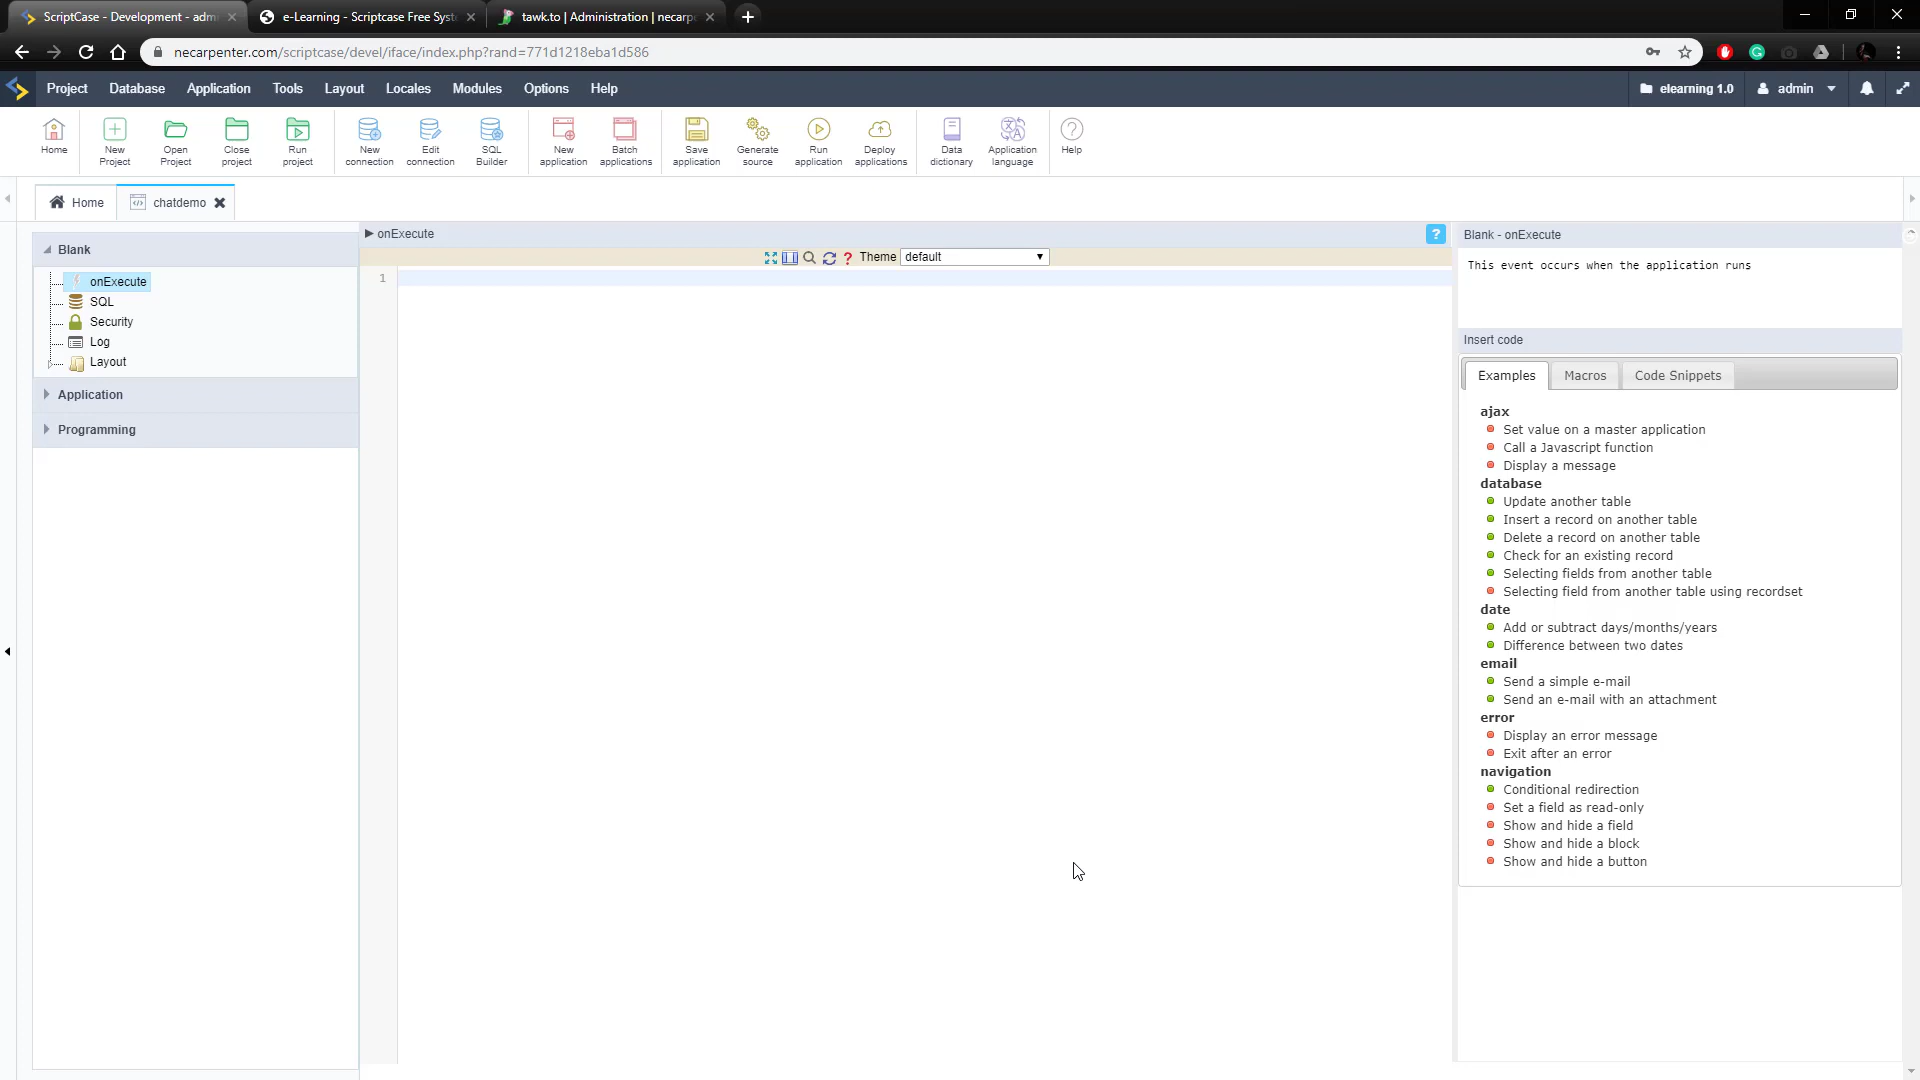 ScriptCase - Development - adm
e-Learning - Scriptcase Free Syst
tawk.to | Administration | necarp
necarpenter.com/scriptcase/devel/iface/index.php?rand=771d1218eba1d586
Project Database Application Tools Layout Locales Modules Options Help
elearning 1.0 admin
Home
New Project
Open Project
Close project
Run project
New connection
Edit connection
SQL Builder
New application
Batch applications
Save application
Generate source
Run application
Deploy applications
Data dictionary
Application language
Help
Home
chatdemo
Blank
onExecute
SQL
Security
Log
Layout
Application
Programming
onExecute
?
? Theme default
1
Blank - onExecute
This event occurs when the application runs
Insert code
Examples Macros Code Snippets
ajax
Set value on a master application
Call a Javascript function
Display a message
database
Update another table
Insert a record on another table
Delete a record on another table
Check for an existing record
Selecting fields from another table
Selecting field from another table using recordset
date
Add or subtract days/months/years
Difference between two dates
email
Send a simple e-mail
Send an e-mail with an attachment
error
Display an error message
Exit after an error
navigation
Conditional redirection
Set a field as read-only
Show and hide a field
Show and hide a block
Show and hide a button